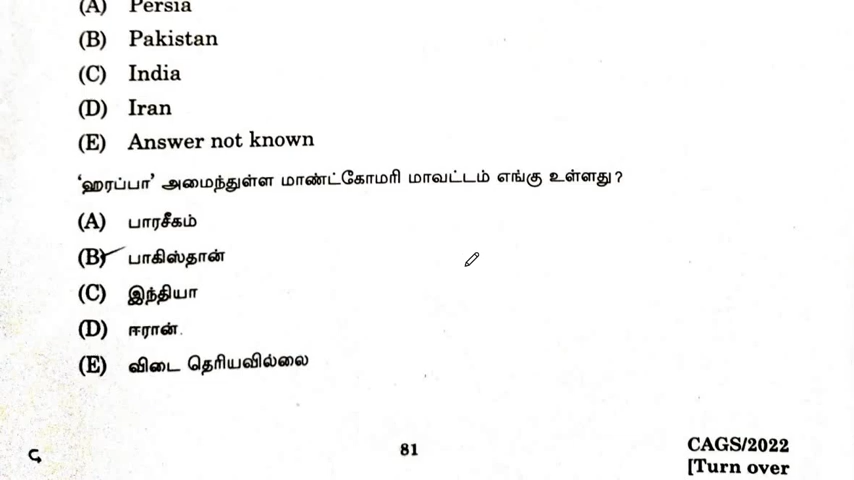 (A) Persia
(B) Pakistan
(C) India
(D) Iran
(E) Answer not known
‘ஹரப்பா’ அமைந்துள்ள மாண்ட்கோமரி மாவட்டம் எங்கு உள்ளது?
(A) பாரசீகம்
(B) பாகிஸ்தான்
(C) இந்தியா
(D) ஈரான்.
(E) விடை தெரியவில்லை
81
CAGS/2022
[Turn over